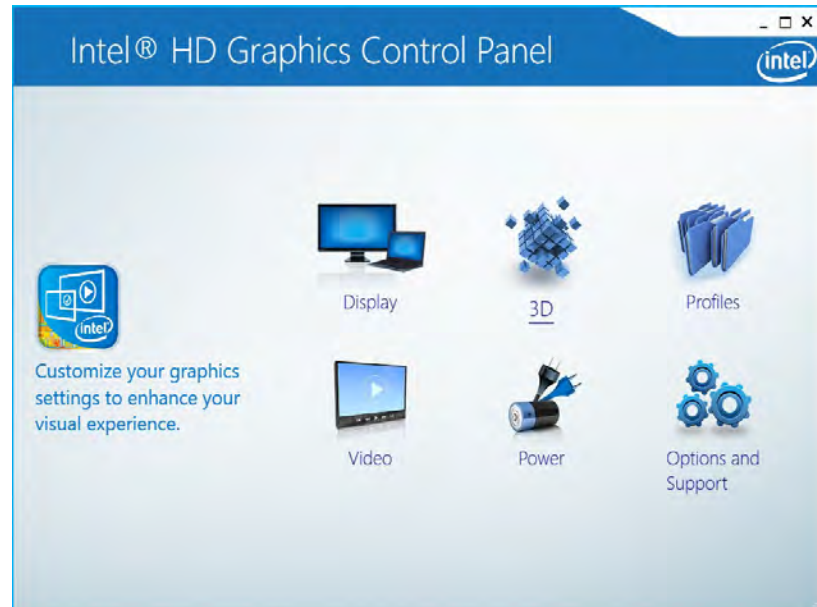 Intel® HD Graphics Control Panel
intel
Display
3D
Profiles
intel
Customize your graphics
settings to enhance your
visual experience.
Video
Power
Options and
Support